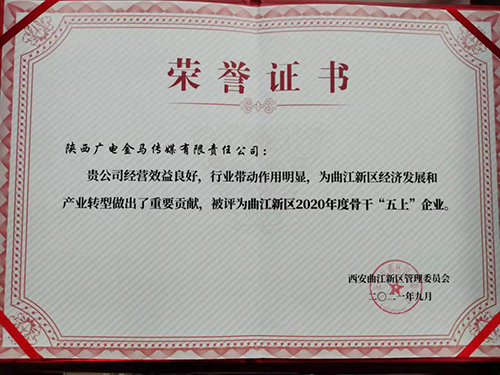 荣誉证书
陕西广电金马传媒有限责任公司：
贵公司经营效益良好，行业带动作用明显，为曲江新区经济发展和
产业转型做出了重要贡献，被评为曲江新区2020年度骨干“五上”企业。
西安曲江新区管理委员会
二〇二一年九月